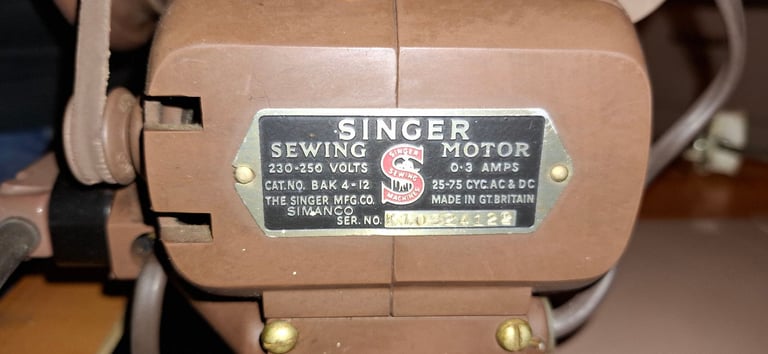 SINGER
SEWING MOTOR
230-250 VOLTS 0·3 AMPS
CAT. NO. BAK 4-12 25-75 CYC. AC & DC
THE SINGER MFG. CO. MADE IN GT. BRITAIN
SIMANCO
SER. NO.
SINGER
SEWING
MACHINES